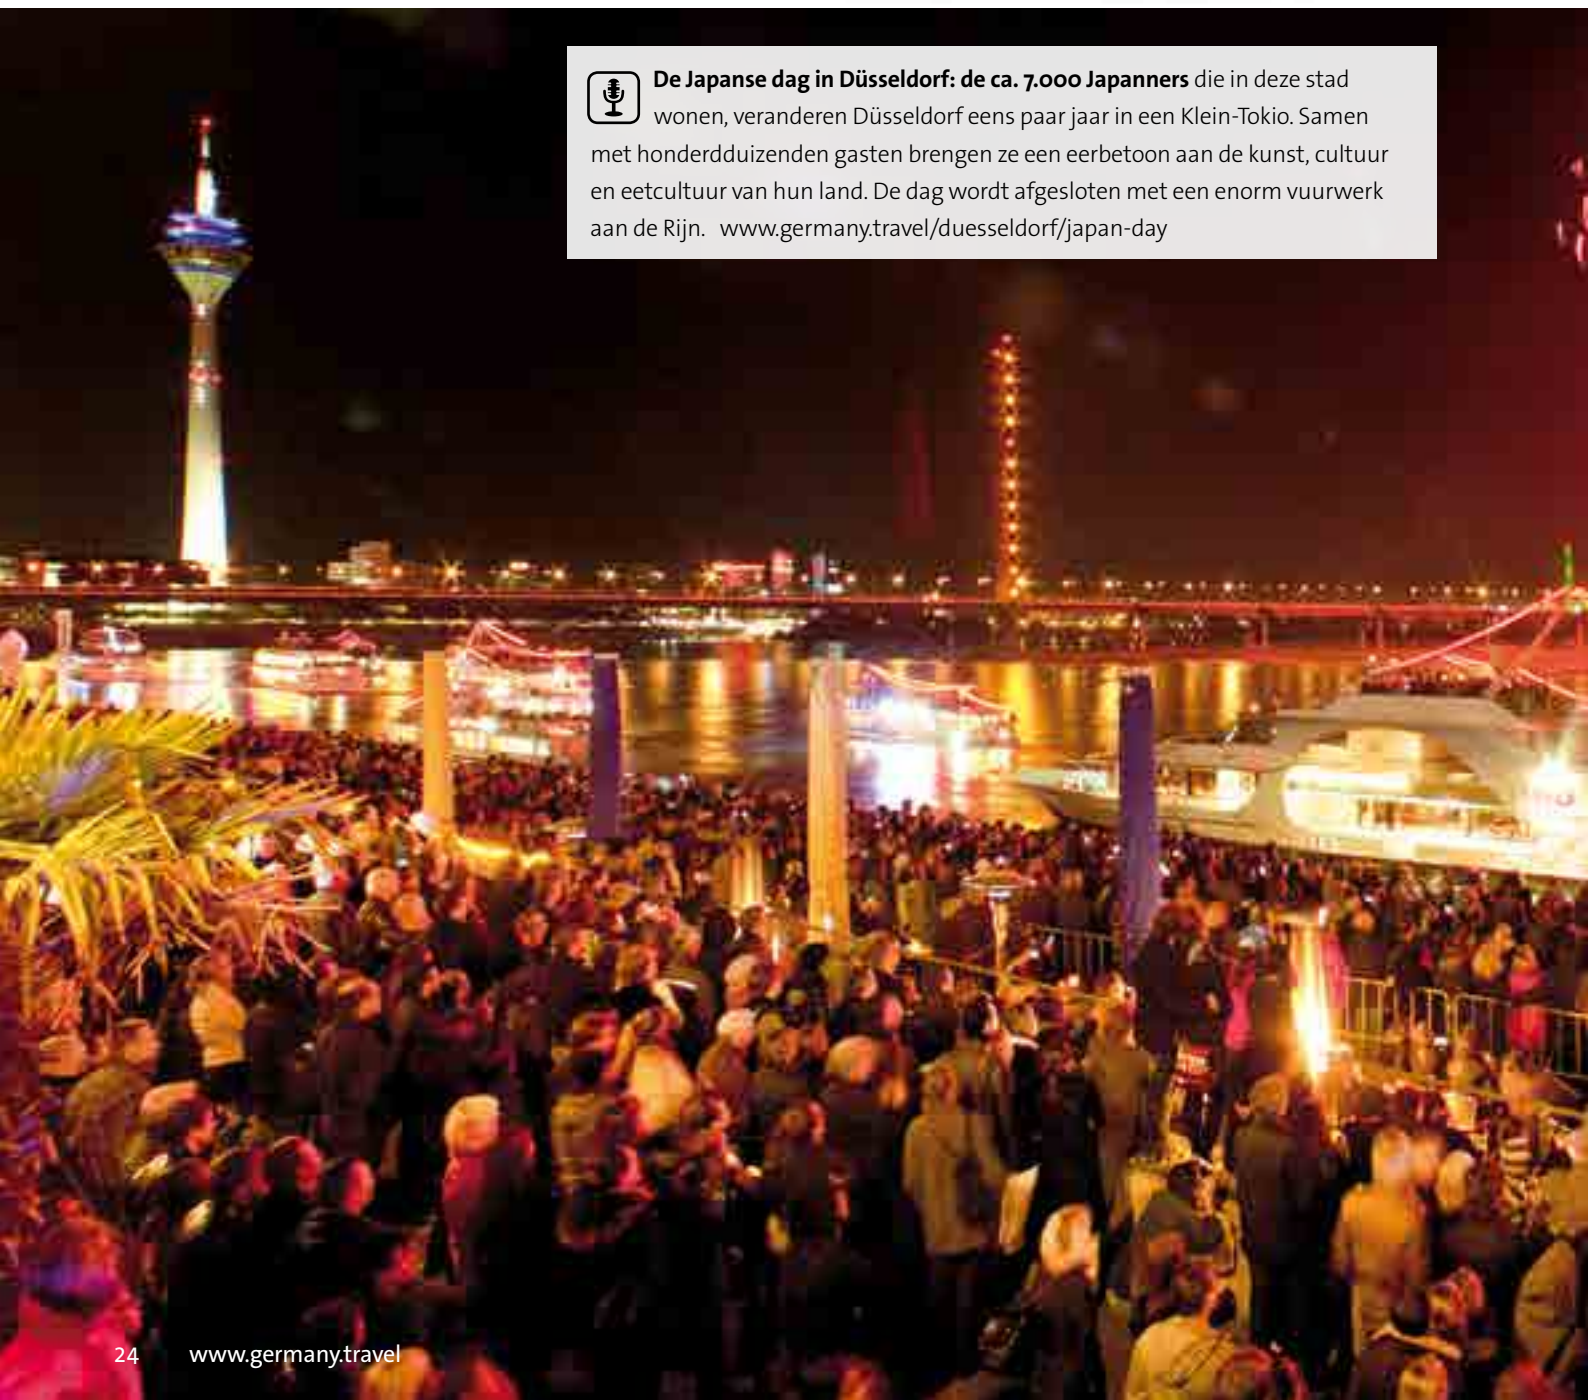 De Japanse dag in Düsseldorf: de ca. 7.000 Japanners die in deze stad
wonen, veranderen Düsseldorf eens paar jaar in een Klein-Tokio. Samen
met honderdduizenden gasten brengen ze een eerbetoon aan de kunst, cultuur
en eetcultuur van hun land. De dag wordt afgesloten met een enorm vuurwerk
aan de Rijn. www.germany.travel/duesseldorf/japan-day
24 www.germany.travel